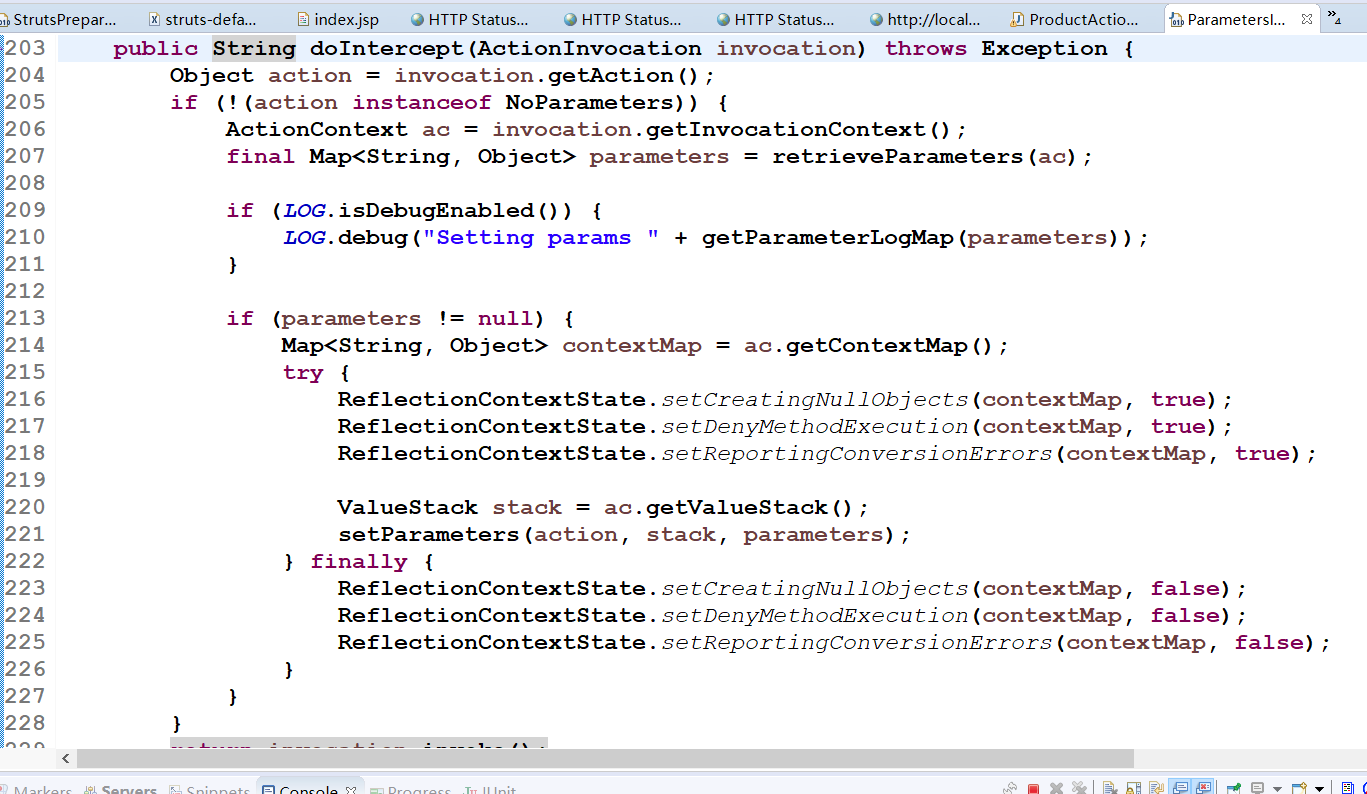 StrutsPrepar...
struts-defa...
index.jsp
HTTP Status...
HTTP Status...
HTTP Status...
http://local...
ProductActio...
ParametersI...
»4
203 public String doIntercept(ActionInvocation invocation) throws Exception {
204 Object action = invocation.getAction();
205 if (!(action instanceof NoParameters)) {
206 ActionContext ac = invocation.getInvocationContext();
207 final Map<String, Object> parameters = retrieveParameters(ac);
208
209 if (LOG.isDebugEnabled()) {
210 LOG.debug("Setting params " + getParameterLogMap(parameters));
211 }
212
213 if (parameters != null) {
214 Map<String, Object> contextMap = ac.getContextMap();
215 try {
216 ReflectionContextState.setCreatingNullObjects(contextMap, true);
217 ReflectionContextState.setDenyMethodExecution(contextMap, true);
218 ReflectionContextState.setReportingConversionErrors(contextMap, true);
219
220 ValueStack stack = ac.getValueStack();
221 setParameters(action, stack, parameters);
222 } finally {
223 ReflectionContextState.setCreatingNullObjects(contextMap, false);
224 ReflectionContextState.setDenyMethodExecution(contextMap, false);
225 ReflectionContextState.setReportingConversionErrors(contextMap, false);
226 }
227 }
228 }
229 return invocation.invoke();
Markers
Servers
Snippets
Console
Progress
JUnit